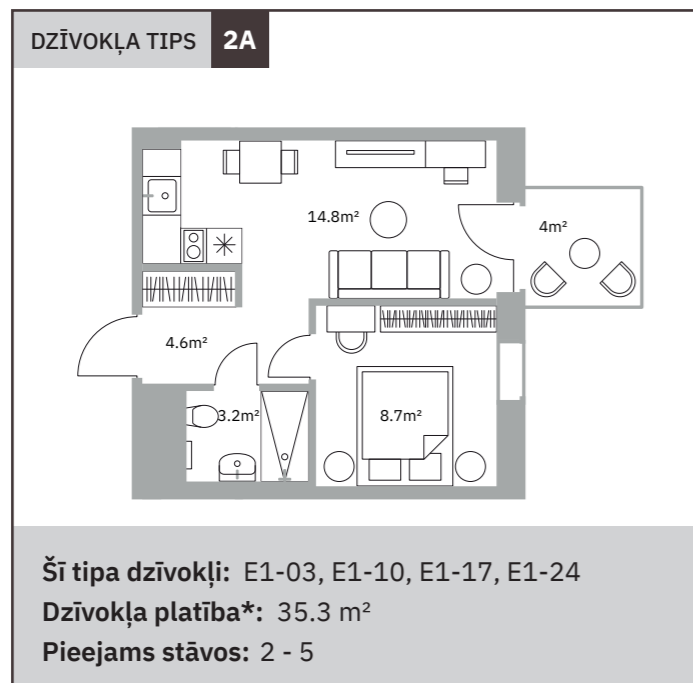 DZĪVOKĻA TIPS 2A
14.8m²
4m²
4.6m²
3.2m²
8.7m²
Šī tipa dzīvokļi: E1-03, E1-10, E1-17, E1-24
Dzīvokļa platība*: 35.3 m²
Pieejams stāvos: 2 - 5